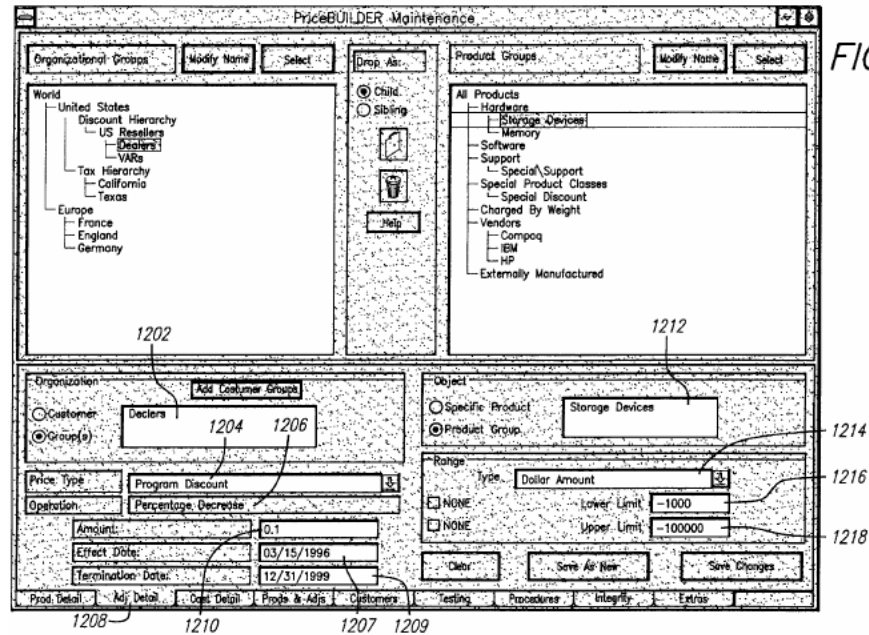 PriceBUILDER Maintenance
FIG
Organizational Groups
Modify Name
Select
Drop As:
Product Groups
Modify Name
Select
World
United States
Discount Hierarchy
US Resellers
Dealers
VARs
Tax Hierarchy
California
Texas
Europe
France
England
Germany
Child
Sibling
Help
All Products
Hardware
Storage Devices
Memory
Software
Support
Special\Support
Special Product Classes
Special Discount
Charged By Weight
Vendors
Compaq
IBM
HP
Externally Manufactured
1202
1212
Organization
Add Costumer Groups
Customer
Group(s)
Declers
1204
1206
Object
Specific Product
Product Group
Storage Devices
1214
1216
1218
Price Type
Program Discount
Operation
Percentage Decrease
Amount:
0.1
Effect Date:
03/15/1996
Termination Date:
12/31/1999
Range
Type
Dollar Amount
NONE
Lower Limit
-1000
NONE
Upper Limit
-100000
Clear
Save As New
Save Changes
Prod Detail
Adj Detail
Cost Detail
Prods & Adjs
Customers
Testing
Procedures
Integrity
Extras
1208
1210
1207
1209